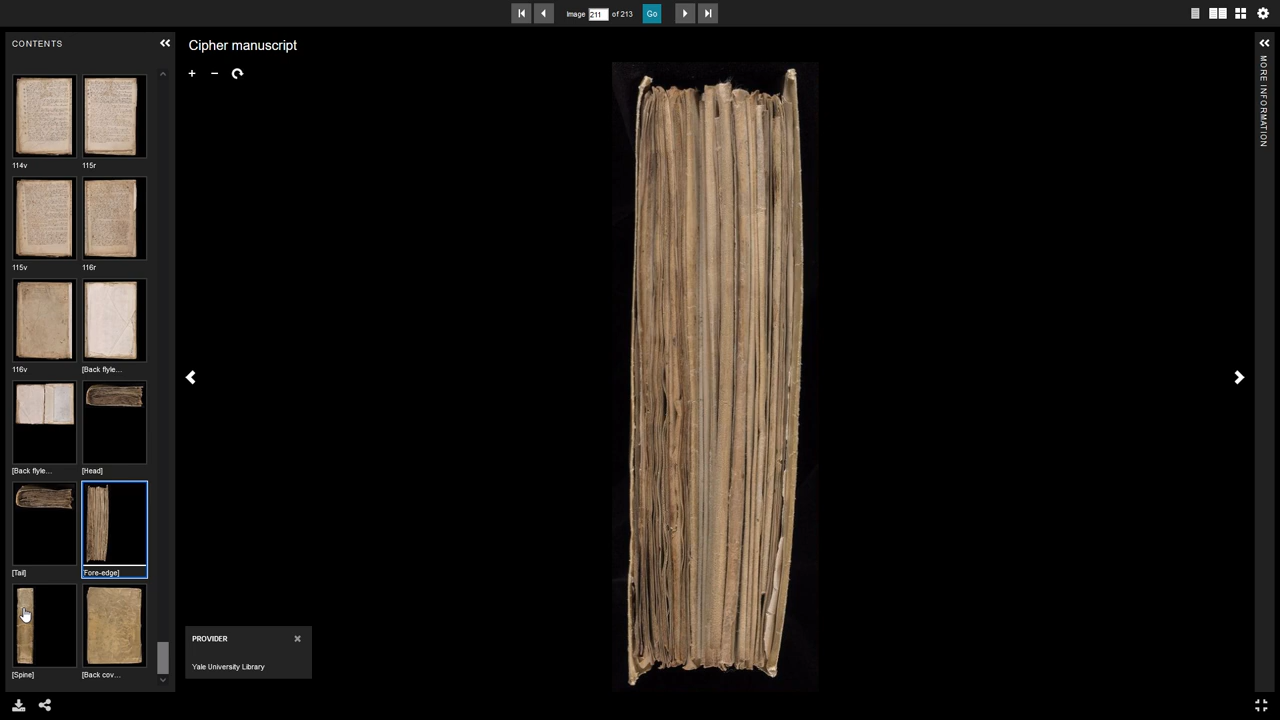 Image 211 of 213 Go
CONTENTS
Cipher manuscript
MORE INFORMATION
114v 115r
115v 116r
116v [Back flyle...
[Back flyle... [Head]
[Tail] [Fore-edge]
[Spine] [Back cov...
PROVIDER
Yale University Library